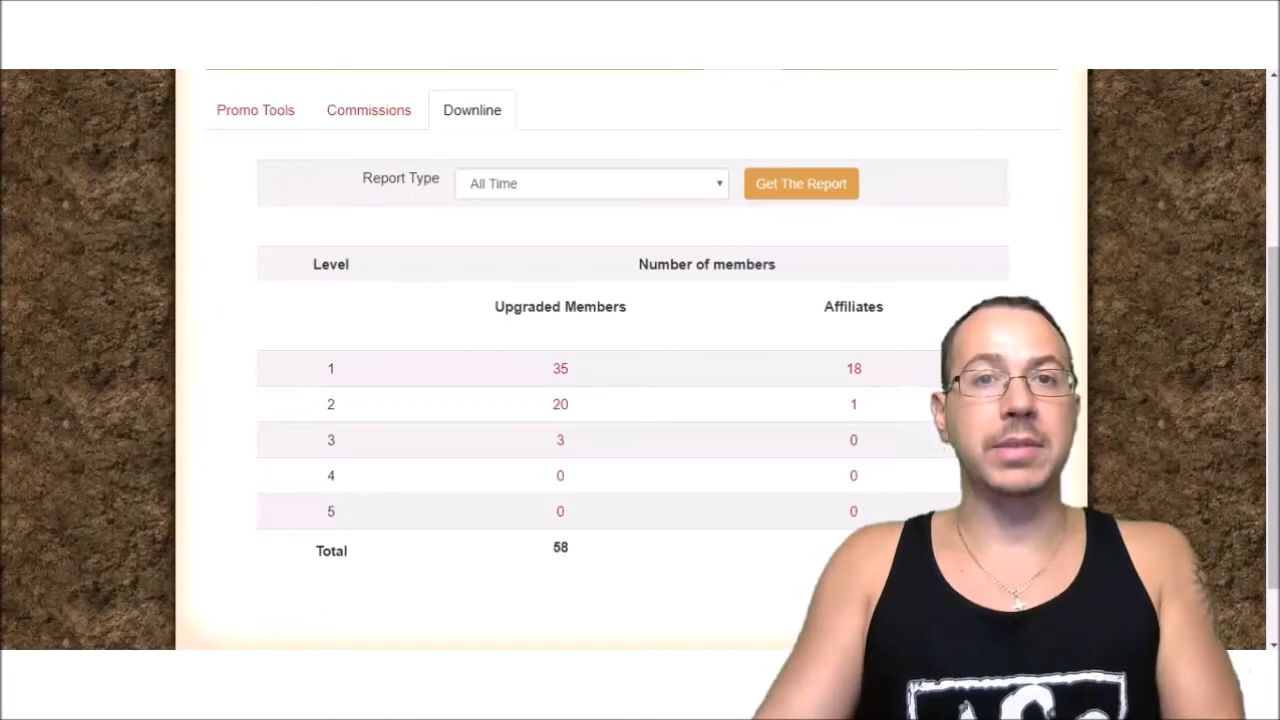 Promo Tools Commissions Downline
Report Type All Time Get The Report
Level Number of members
Upgraded Members Affiliates
1 35 18
2 20 1
3 3 0
4 0 0
5 0 0
Total 58